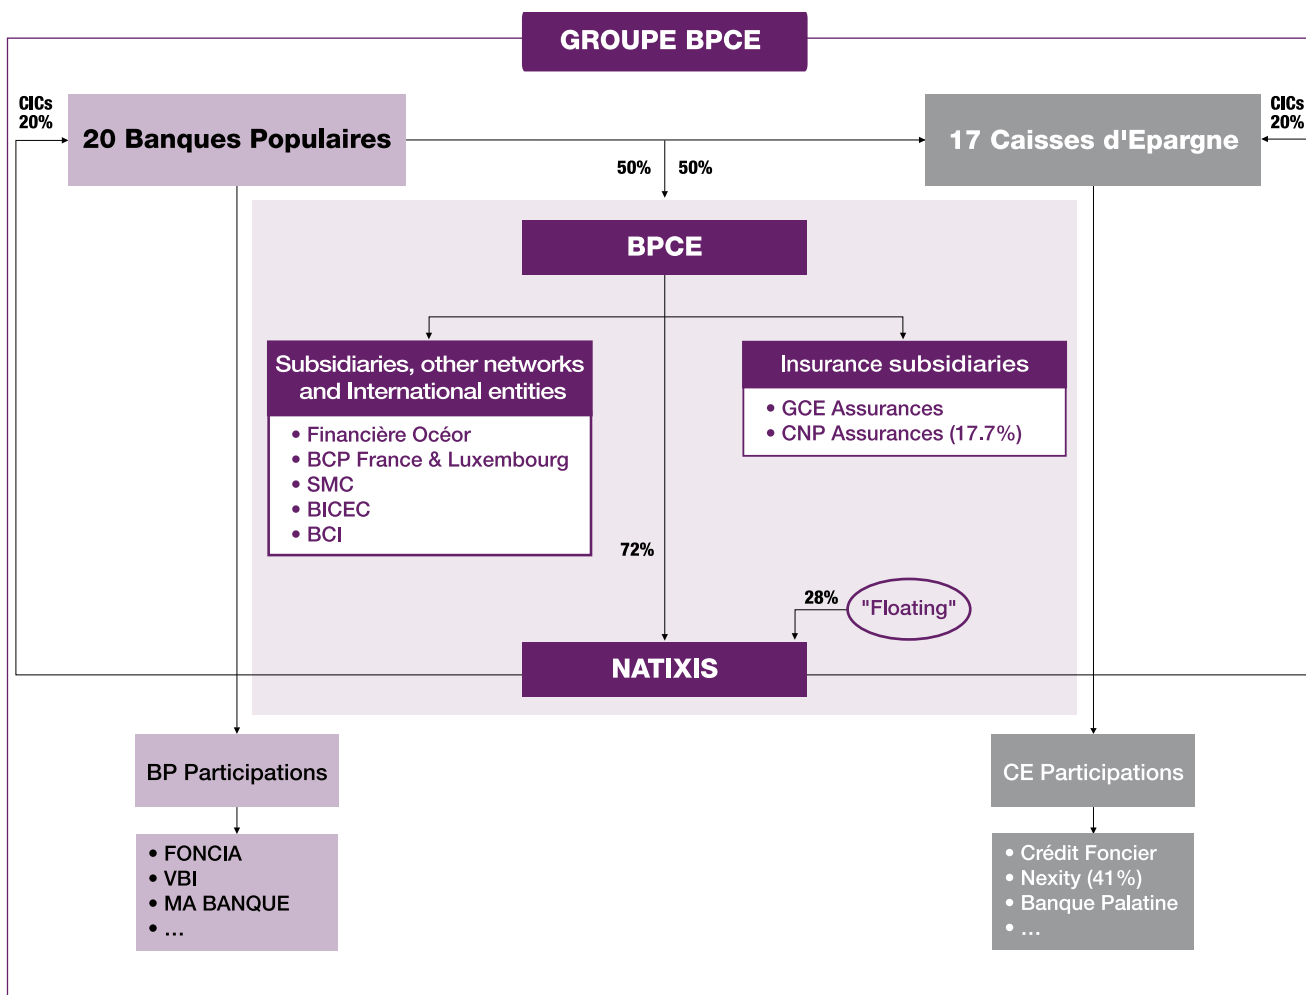 GROUPE BPCE
CICs
20%
20 Banques Populaires
17 Caisses d'Epargne
CICs
20%
50%
50%
BPCE
Subsidiaries, other networks
and International entities
• Financière Océor
• BCP France & Luxembourg
• SMC
• BICEC
• BCI
Insurance subsidiaries
• GCE Assurances
• CNP Assurances (17.7%)
72%
28%
"Floating"
NATIXIS
BP Participations
• FONCIA
• VBI
• MA BANQUE
• ...
CE Participations
• Crédit Foncier
• Nexity (41%)
• Banque Palatine
• ...